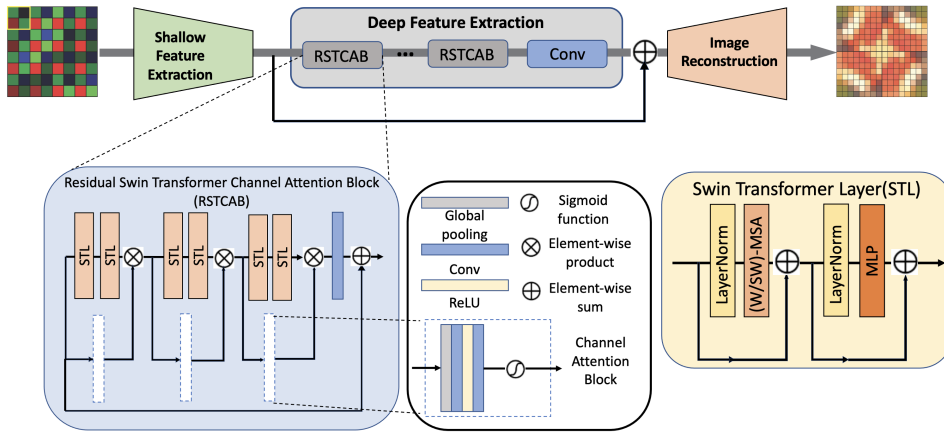 Shallow
Feature
Extraction
Deep Feature Extraction
RSTCAB
...
RSTCAB
Conv
Image
Reconstruction
Residual Swin Transformer Channel Attention Block
(RSTCAB)
STL
STL
STL
STL
STL
STL
Global
pooling
Sigmoid
function
Conv
Element-wise
product
ReLU
Element-wise
sum
Channel
Attention
Block
Swin Transformer Layer(STL)
LayerNorm
(W/SW)-MSA
LayerNorm
MLP